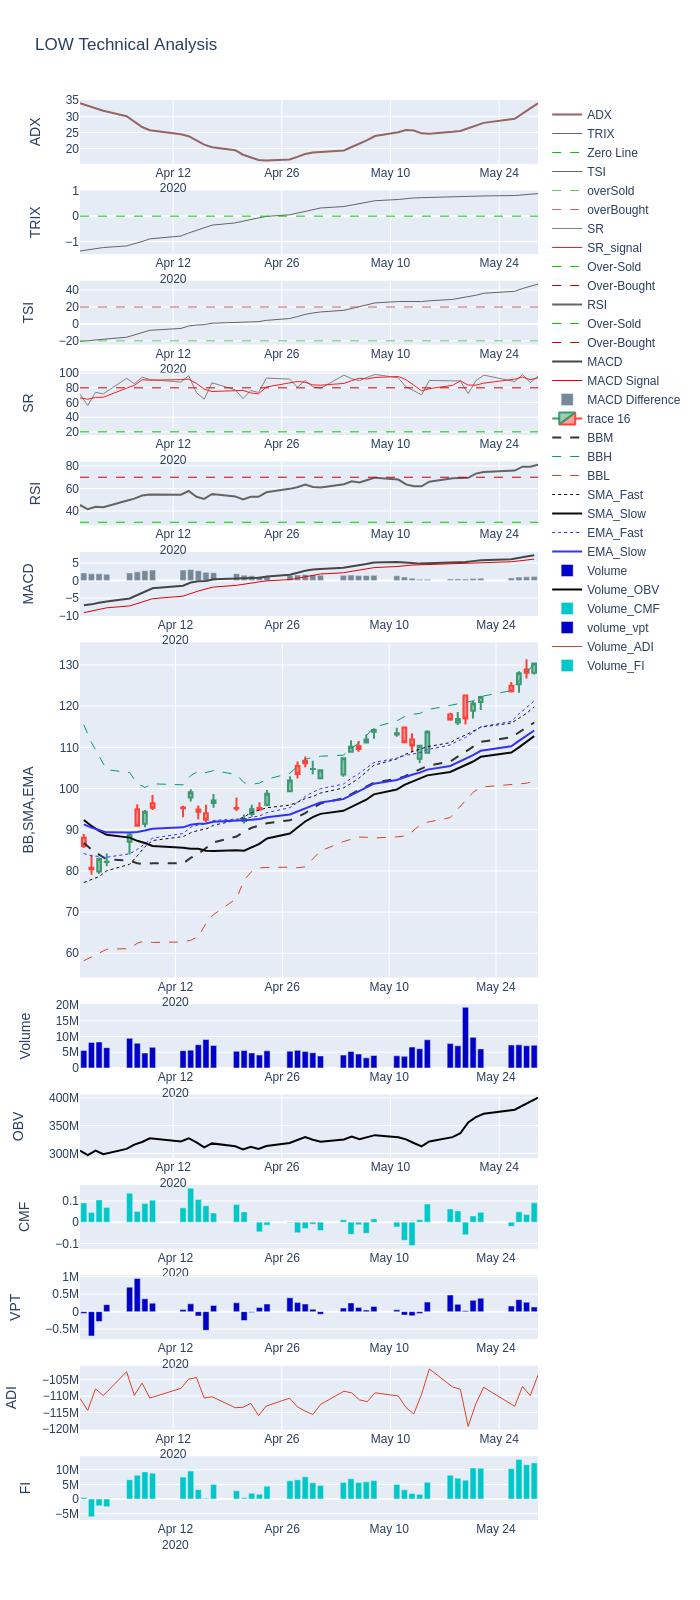 LOW Technical Analysis
ADX
35
30
25
20
Apr 12
2020
Apr 26
May 10
May 24
TRIX
1
0
−1
Apr 12
2020
Apr 26
May 10
May 24
TSI
40
20
0
−20
Apr 12
2020
Apr 26
May 10
May 24
SR
100
80
60
40
20
Apr 12
2020
Apr 26
May 10
May 24
RSI
80
60
40
Apr 12
2020
Apr 26
May 10
May 24
MACD
5
0
−5
−10
Apr 12
2020
Apr 26
May 10
May 24
BB,SMA,EMA
130
120
110
100
90
80
70
60
Apr 12
2020
Apr 26
May 10
May 24
Volume
20M
15M
10M
5M
0
Apr 12
2020
Apr 26
May 10
May 24
OBV
400M
350M
300M
Apr 12
2020
Apr 26
May 10
May 24
CMF
0.1
0
−0.1
Apr 12
2020
Apr 26
May 10
May 24
VPT
1M
0.5M
0
−0.5M
Apr 12
2020
Apr 26
May 10
May 24
ADI
−105M
−110M
−115M
−120M
Apr 12
2020
Apr 26
May 10
May 24
FI
10M
5M
0
−5M
Apr 12
2020
Apr 26
May 10
May 24
ADX
TRIX
Zero Line
TSI
overSold
overBought
SR
SR_signal
Over-Sold
Over-Bought
RSI
Over-Sold
Over-Bought
MACD
MACD Signal
MACD Difference
trace 16
BBM
BBH
BBL
SMA_Fast
SMA_Slow
EMA_Fast
EMA_Slow
Volume
Volume_OBV
Volume_CMF
volume_vpt
Volume_ADI
Volume_FI